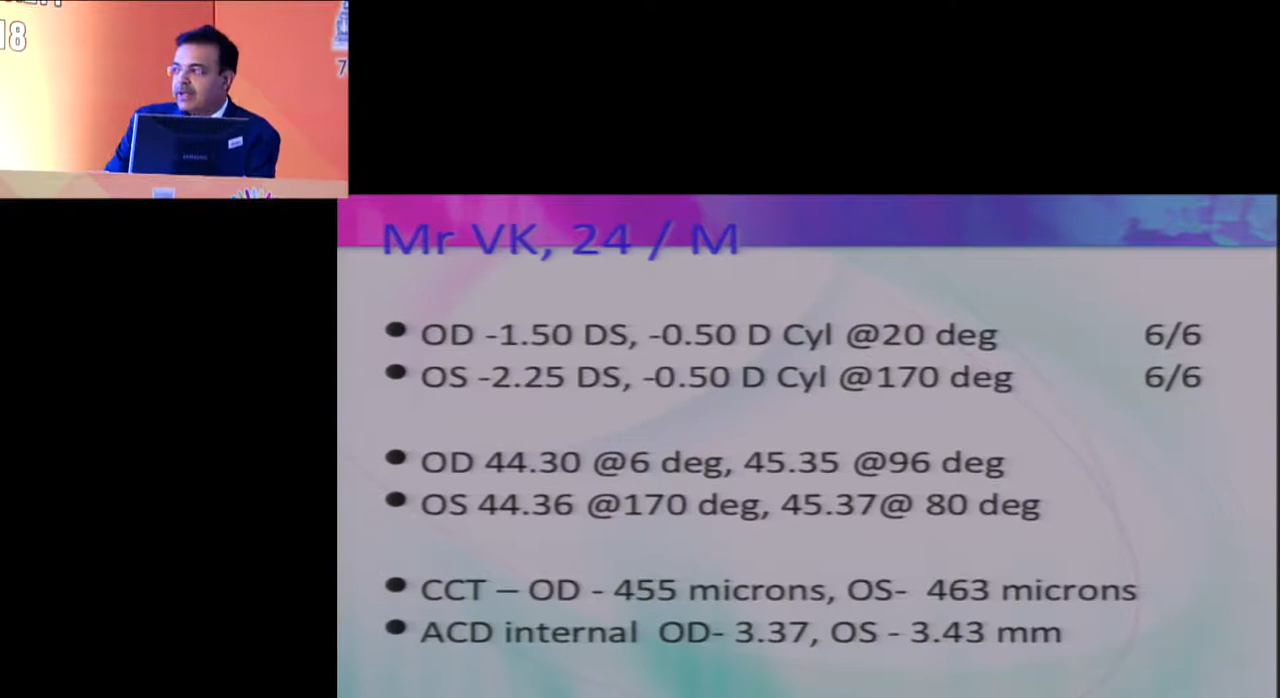 18
7
SAMSUNG
Mr VK, 24 / M
OD -1.50 DS, -0.50 D Cyl @20 deg 6/6
OS -2.25 DS, -0.50 D Cyl @170 deg 6/6
OD 44.30 @6 deg, 45.35 @96 deg
OS 44.36 @170 deg, 45.37@ 80 deg
CCT – OD - 455 microns, OS- 463 microns
ACD internal OD- 3.37, OS - 3.43 mm